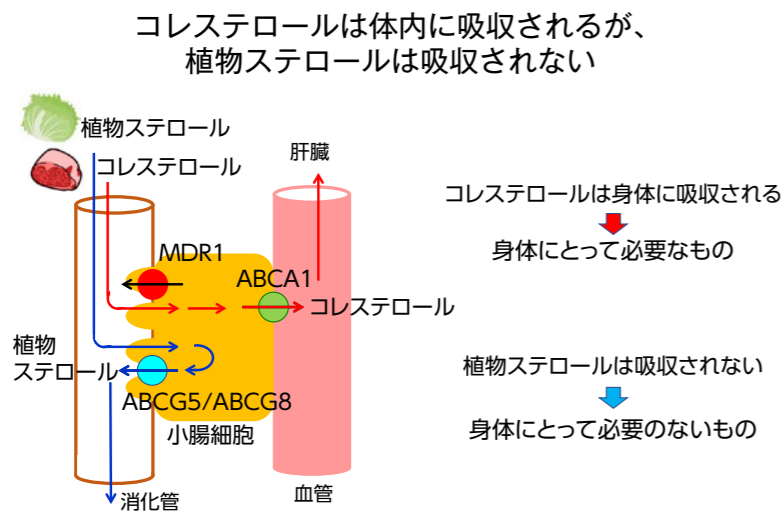 コレステロールは体内に吸収されるが、
植物ステロールは吸収されない
植物ステロール
コレステロール
肝臓
MDR1
ABCA1
コレステロール
植物
ステロール
ABCG5/ABCG8
小腸細胞
消化管
血管
コレステロールは身体に吸収される
身体にとって必要なもの
植物ステロールは吸収されない
身体にとって必要のないもの